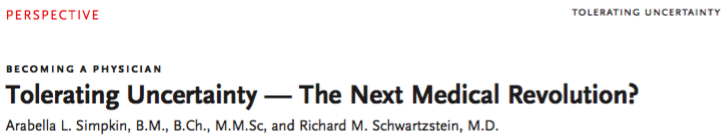 PERSPECTIVE
TOLERATING UNCERTAINTY
BECOMING A PHYSICIAN
Tolerating Uncertainty — The Next Medical Revolution?
Arabella L. Simpkin, B.M., B.Ch., M.M.Sc, and Richard M. Schwartzstein, M.D.